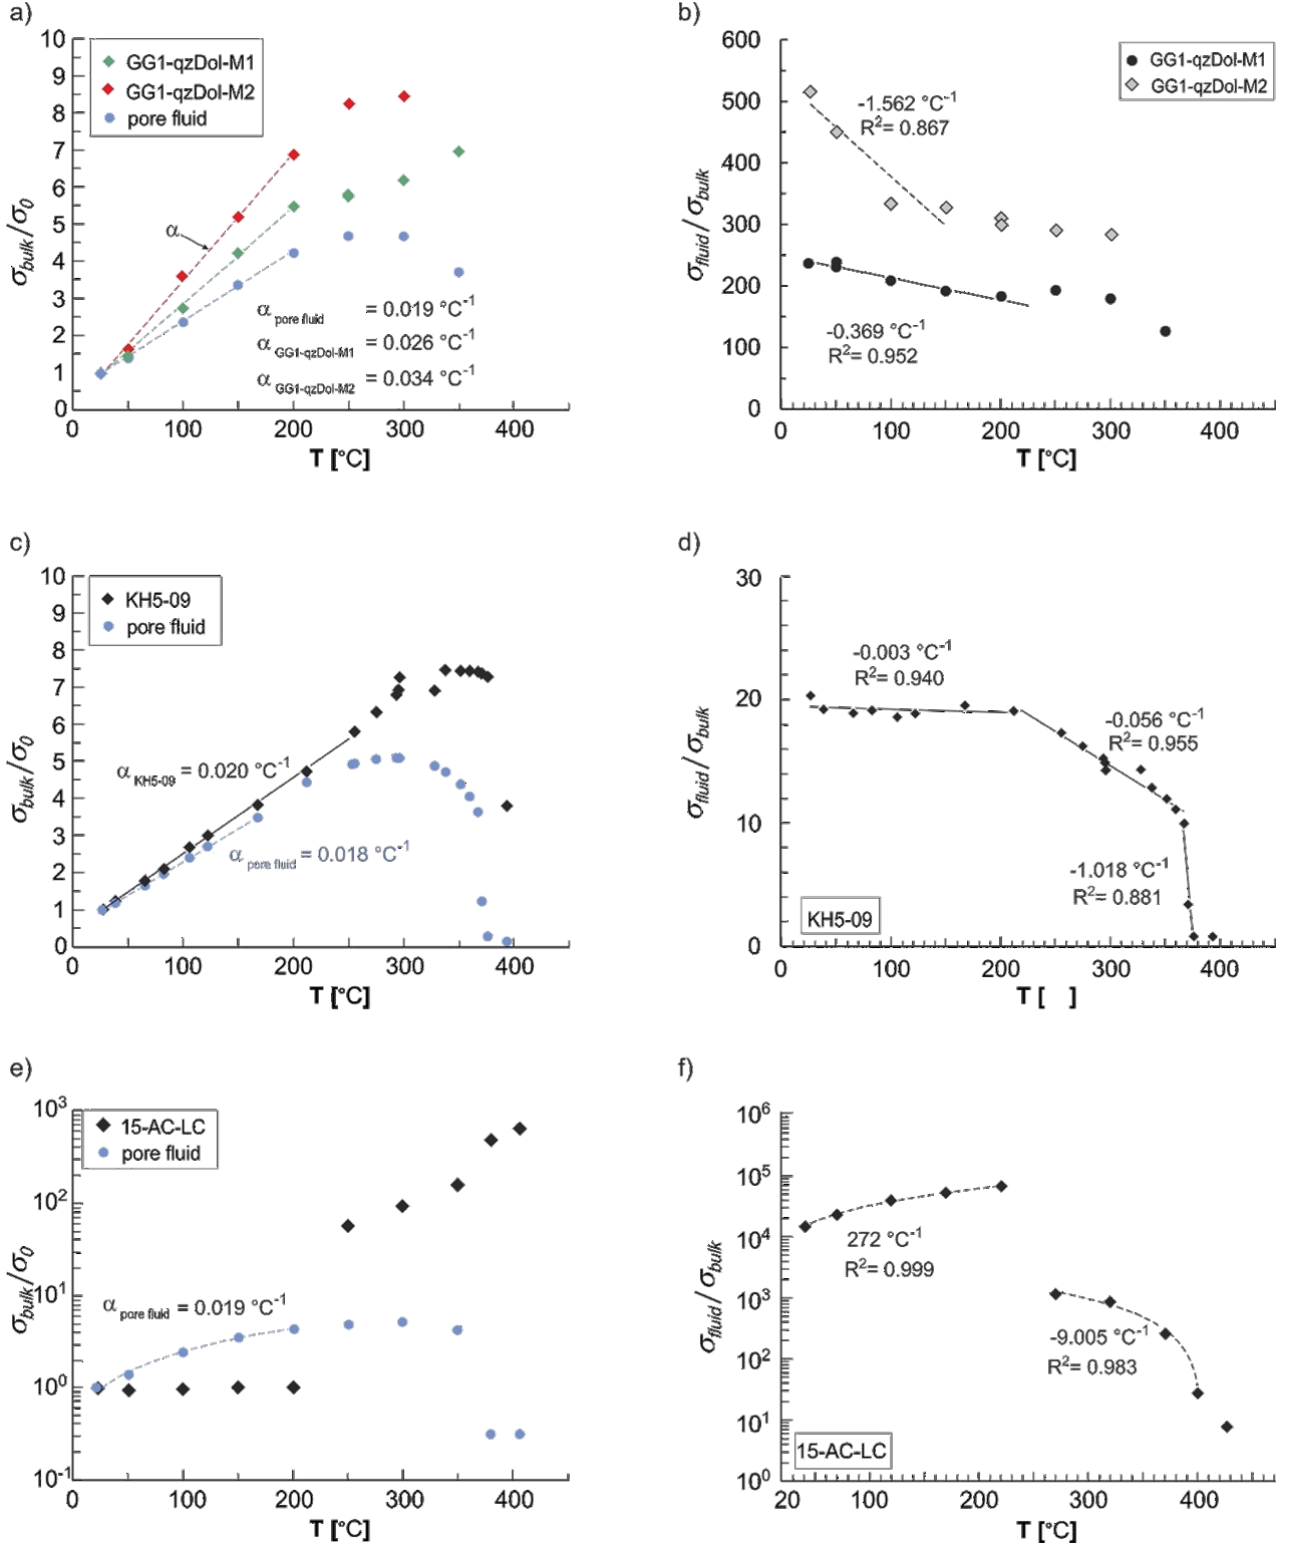 a)
10
9
8
7
6
5
4
3
2
1
0
σbulk/σ0
GG1-qzDol-M1
GG1-qzDol-M2
pore fluid
α
α pore fluid = 0.019 °C-1
α GG1-qzDol-M1 = 0.026 °C-1
α GG1-qzDol-M2 = 0.034 °C-1
0 100 200 300 400
T [°C]
b)
600
500
400
300
200
100
0
σfluid/σbulk
GG1-qzDol-M1
GG1-qzDol-M2
-1.562 °C-1
R2= 0.867
-0.369 °C-1
R2= 0.952
0 100 200 300 400
T [°C]
c)
10
9
8
7
6
5
4
3
2
1
0
σbulk/σ0
KH5-09
pore fluid
α KH5-09 = 0.020 °C-1
α pore fluid = 0.018 °C-1
0 100 200 300 400
T [°C]
d)
30
20
10
0
σfluid/σbulk
-0.003 °C-1
R2= 0.940
-0.056 °C-1
R2= 0.955
-1.018 °C-1
R2= 0.881
KH5-09
0 100 200 300 400
T [ ]
e)
103
102
101
100
10-1
σbulk/σ0
15-AC-LC
pore fluid
α pore fluid = 0.019 °C-1
0 100 200 300 400
T [°C]
f)
106
105
104
103
102
101
100
σfluid/σbulk
272 °C-1
R2= 0.999
-9.005 °C-1
R2= 0.983
15-AC-LC
20 100 200 300 400
T [°C]